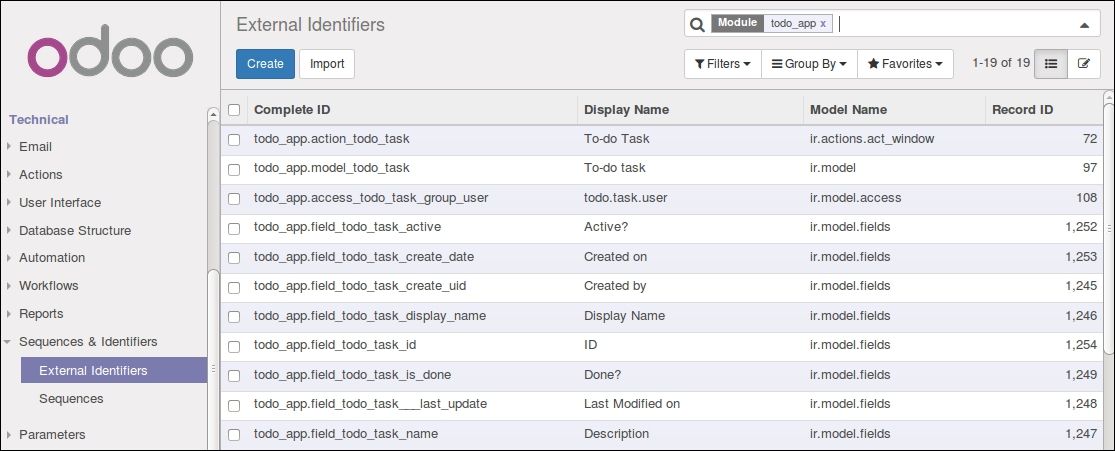 odoo
External Identifiers
Module todo_app x
Create Import
Filters Group By Favorites 1-19 of 19
Technical
Email
Actions
User Interface
Database Structure
Automation
Workflows
Reports
Sequences & Identifiers
External Identifiers
Sequences
Parameters
Complete ID Display Name Model Name Record ID
todo_app.action_todo_task To-do Task ir.actions.act_window 72
todo_app.model_todo_task To-do task ir.model 97
todo_app.access_todo_task_group_user todo.task.user ir.model.access 108
todo_app.field_todo_task_active Active? ir.model.fields 1,252
todo_app.field_todo_task_create_date Created on ir.model.fields 1,253
todo_app.field_todo_task_create_uid Created by ir.model.fields 1,245
todo_app.field_todo_task_display_name Display Name ir.model.fields 1,246
todo_app.field_todo_task_id ID ir.model.fields 1,254
todo_app.field_todo_task_is_done Done? ir.model.fields 1,249
todo_app.field_todo_task___last_update Last Modified on ir.model.fields 1,248
todo_app.field_todo_task_name Description ir.model.fields 1,247